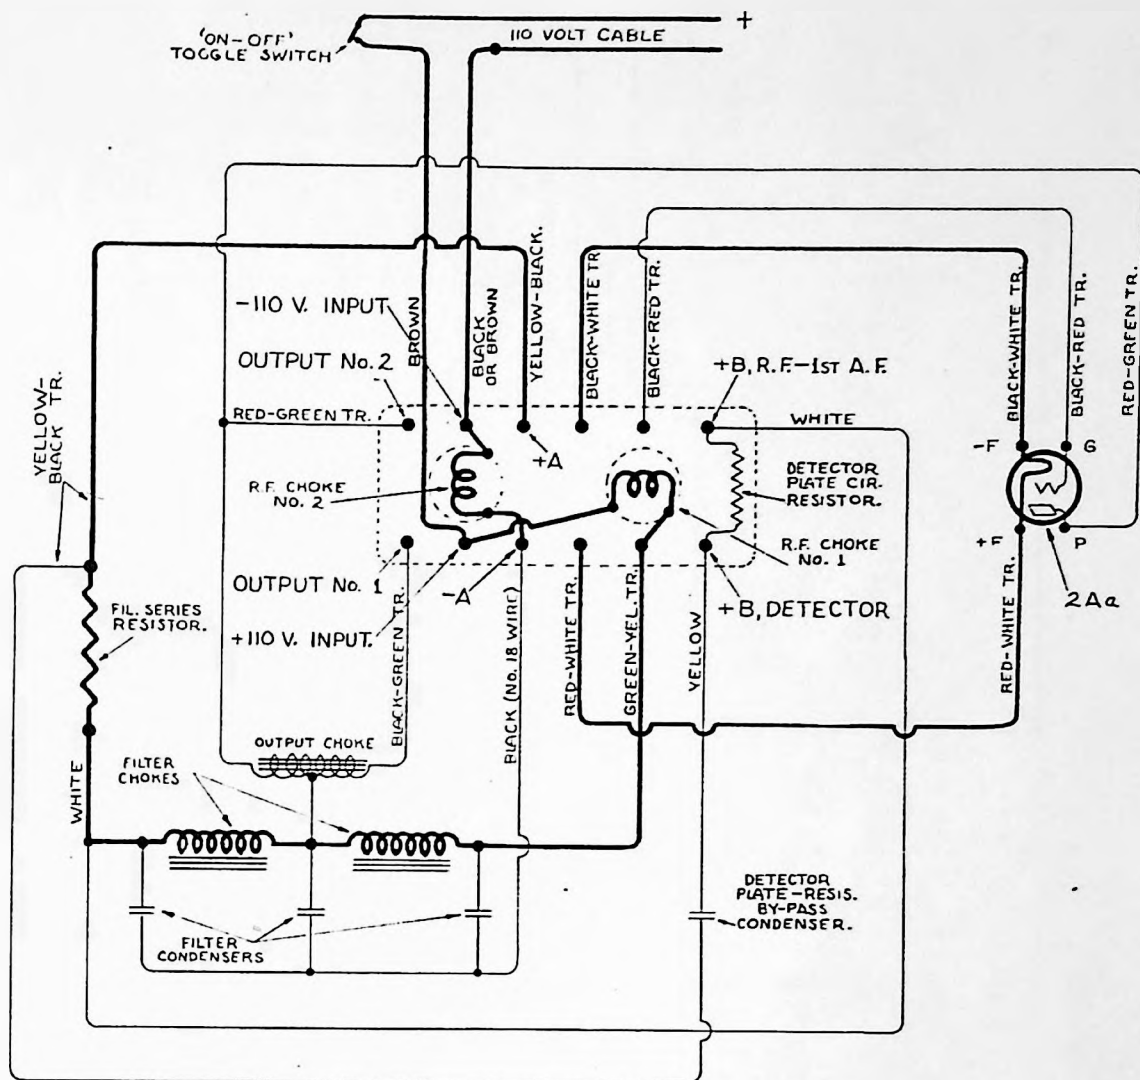 +
'ON-OFF'
TOGGLE SWITCH
110 VOLT CABLE
-110 V. INPUT.
OUTPUT No. 2
BROWN
BLACK
OR BROWN
YELLOW-BLACK.
BLACK-WHITE TR.
BLACK-RED TR.
+B, R.F.-1ST A.F.
BLACK-WHITE TR.
BLACK-RED TR.
RED-GREEN TR.
RED-GREEN TR.
WHITE
YELLOW-
BLACK TR.
+A
-F
G
R.F. CHOKE
No. 2
DETECTOR
PLATE CIR-
RESISTOR.
+F
P
R.F. CHOKE
No. 1
OUTPUT No. 1
-A
+B, DETECTOR
2Aa
FIL. SERIES
RESISTOR.
+110 V. INPUT.
BLACK-GREEN TR.
BLACK (No. 18 WIRE)
RED-WHITE TR.
GREEN-YEL. TR.
YELLOW
RED-WHITE TR.
OUTPUT CHOKE
WHITE
FILTER
CHOKES
DETECTOR
PLATE-RESIS.
BY-PASS
CONDENSER.
FILTER
CONDENSERS